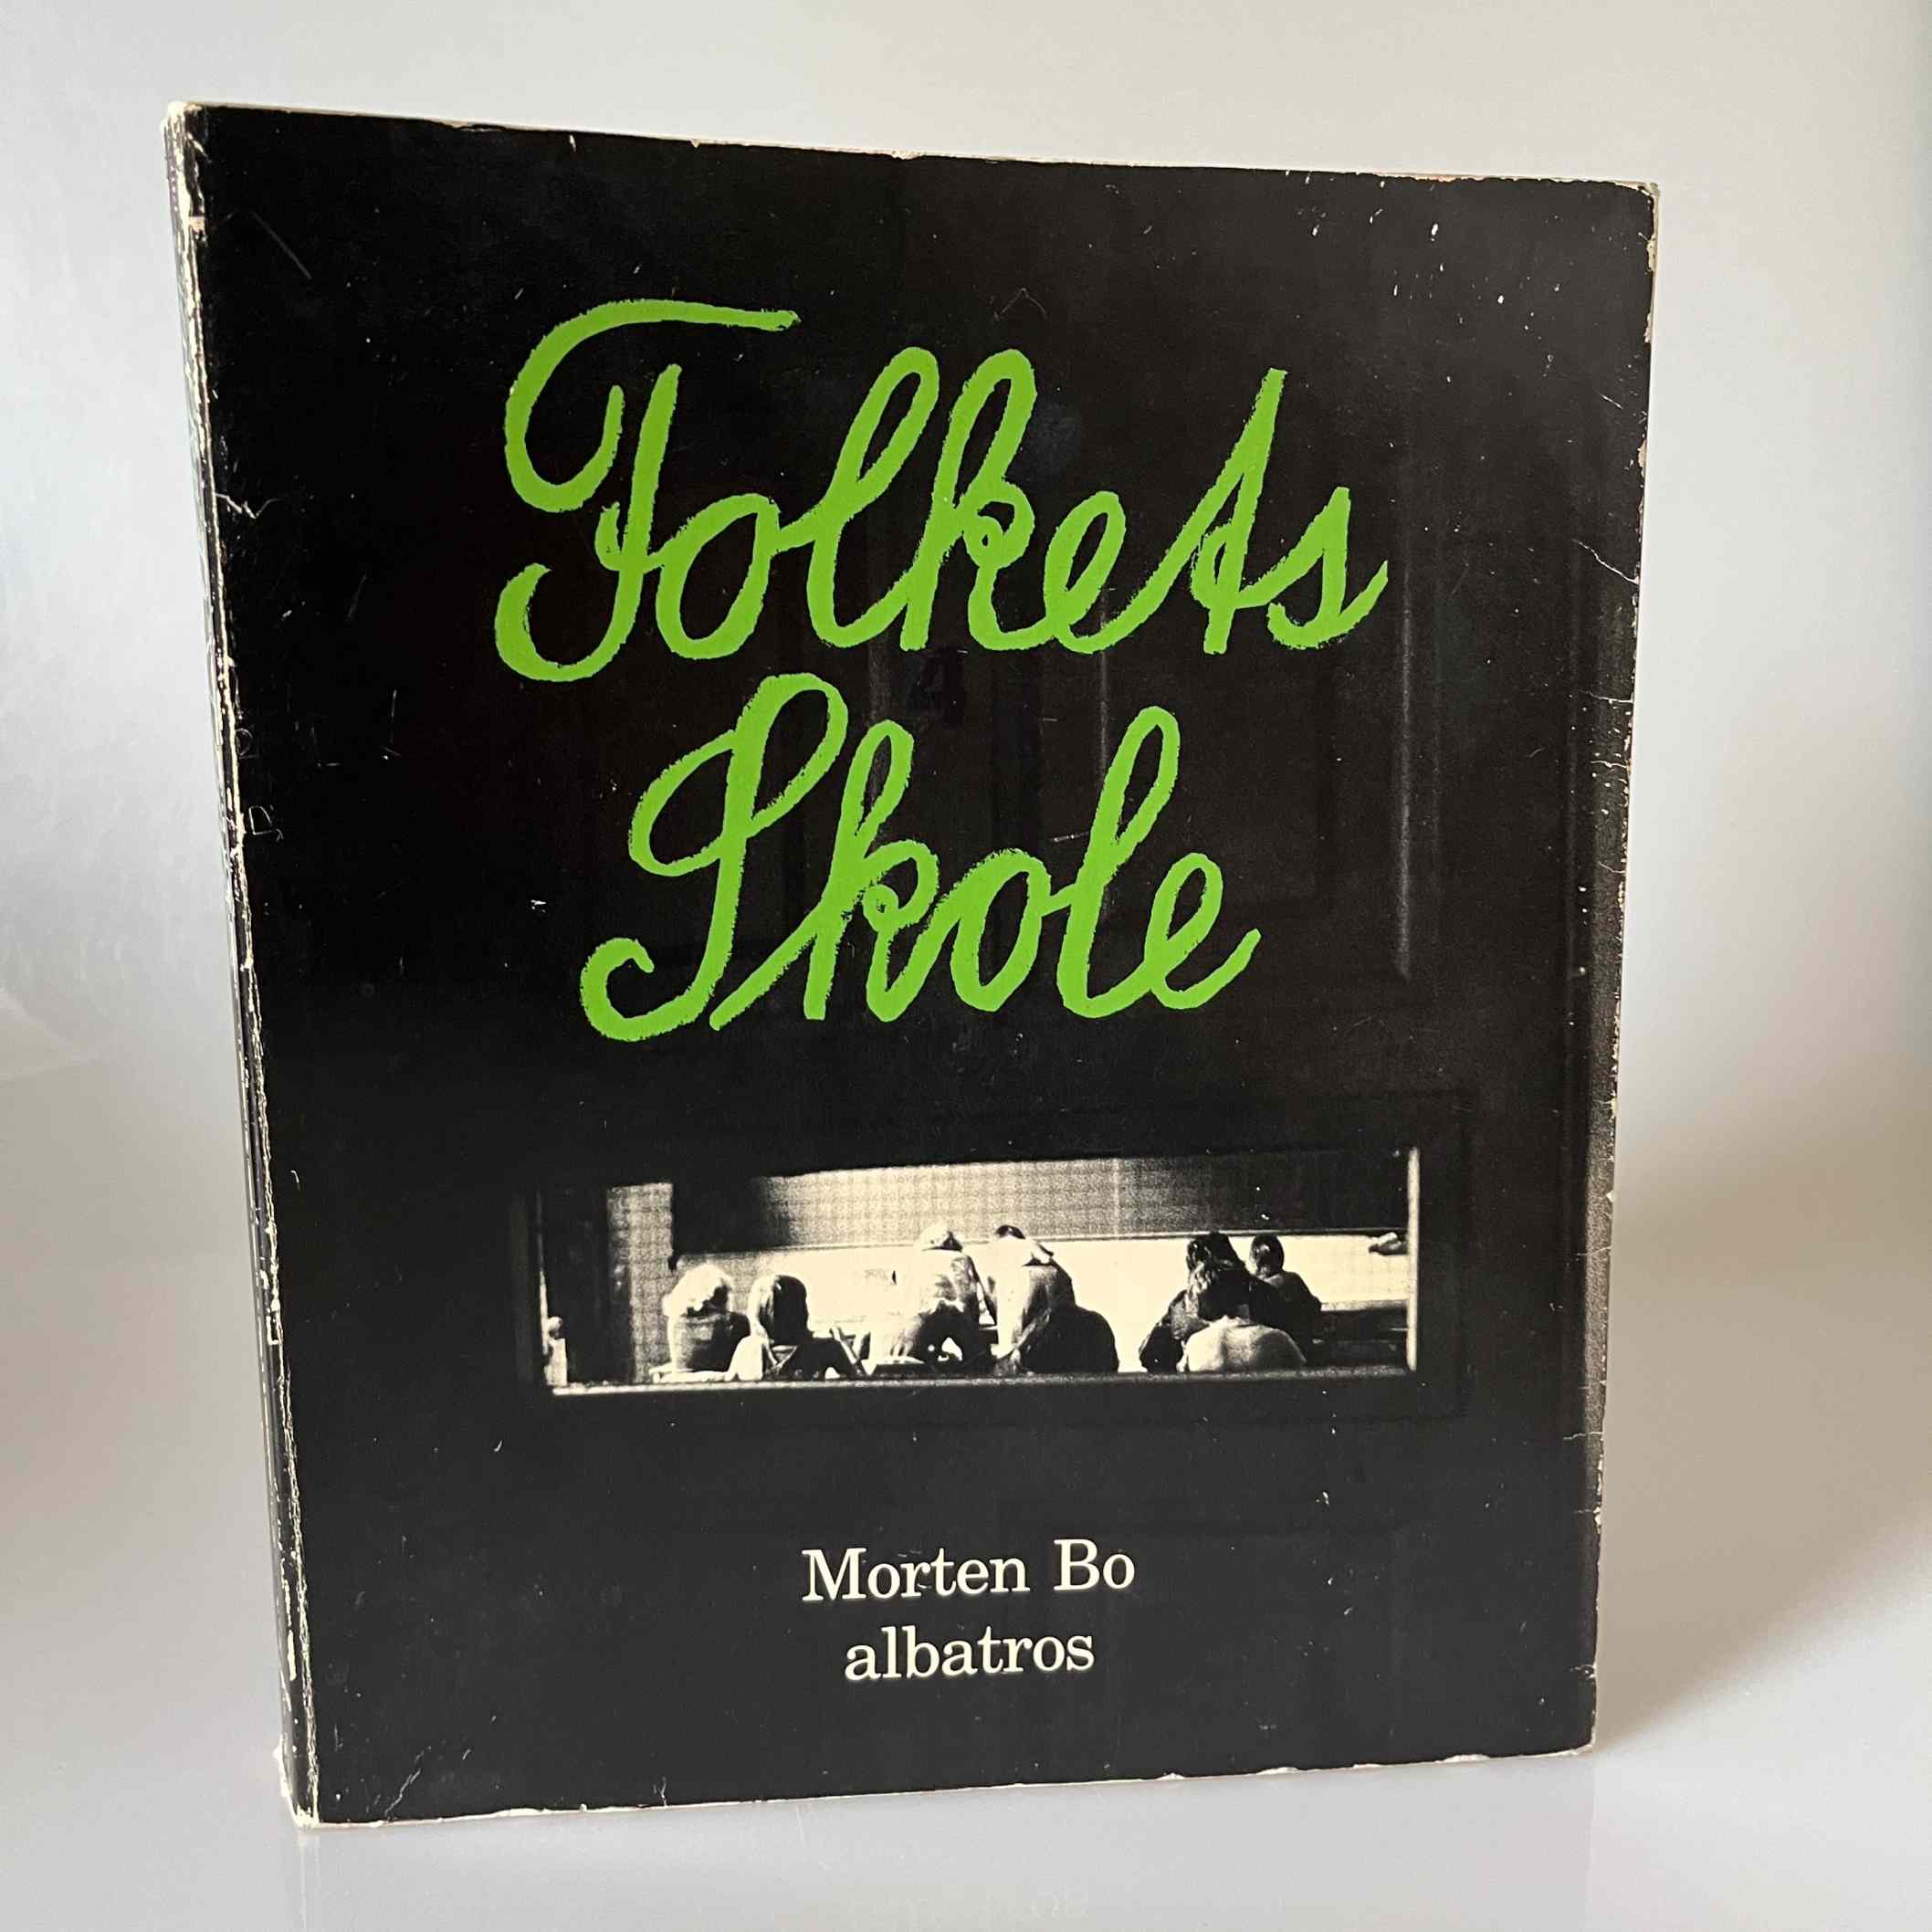 Folkets
Skole
Morten Bo
albatros